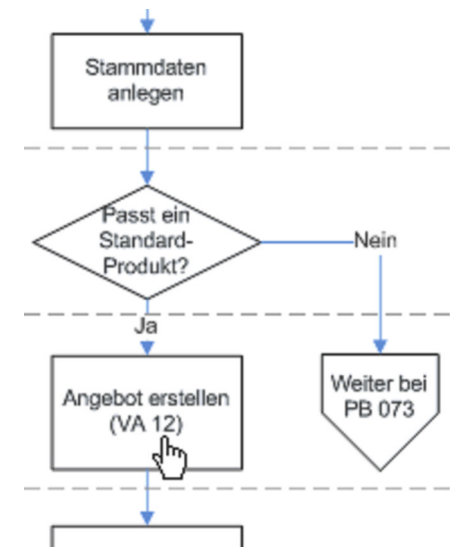 Stammdaten
anlegen
Passt ein
Standard-
Produkt?
Nein
Ja
Angebot erstellen
(VA 12)
Weiter bei
PB 073